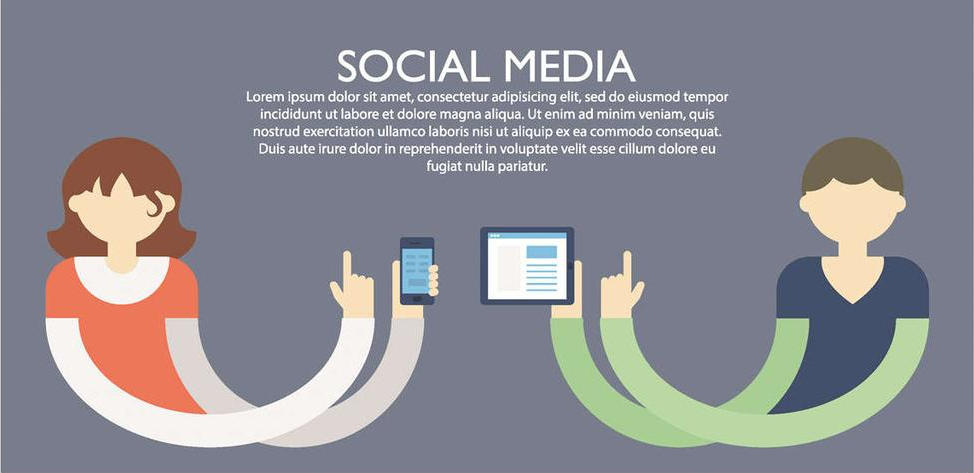 SOCIAL MEDIA
Lorem ipsum dolor sit amet, consectetur adipisicing elit, sed do eiusmod tempor
incididunt ut labore et dolore magna aliqua. Ut enim ad minim veniam, quis
nostrud exercitation ullamco laboris nisi ut aliquip ex ea commodo consequat.
Duis aute irure dolor in reprehenderit in voluptate velit esse cillum dolore eu
fugiat nulla pariatur.